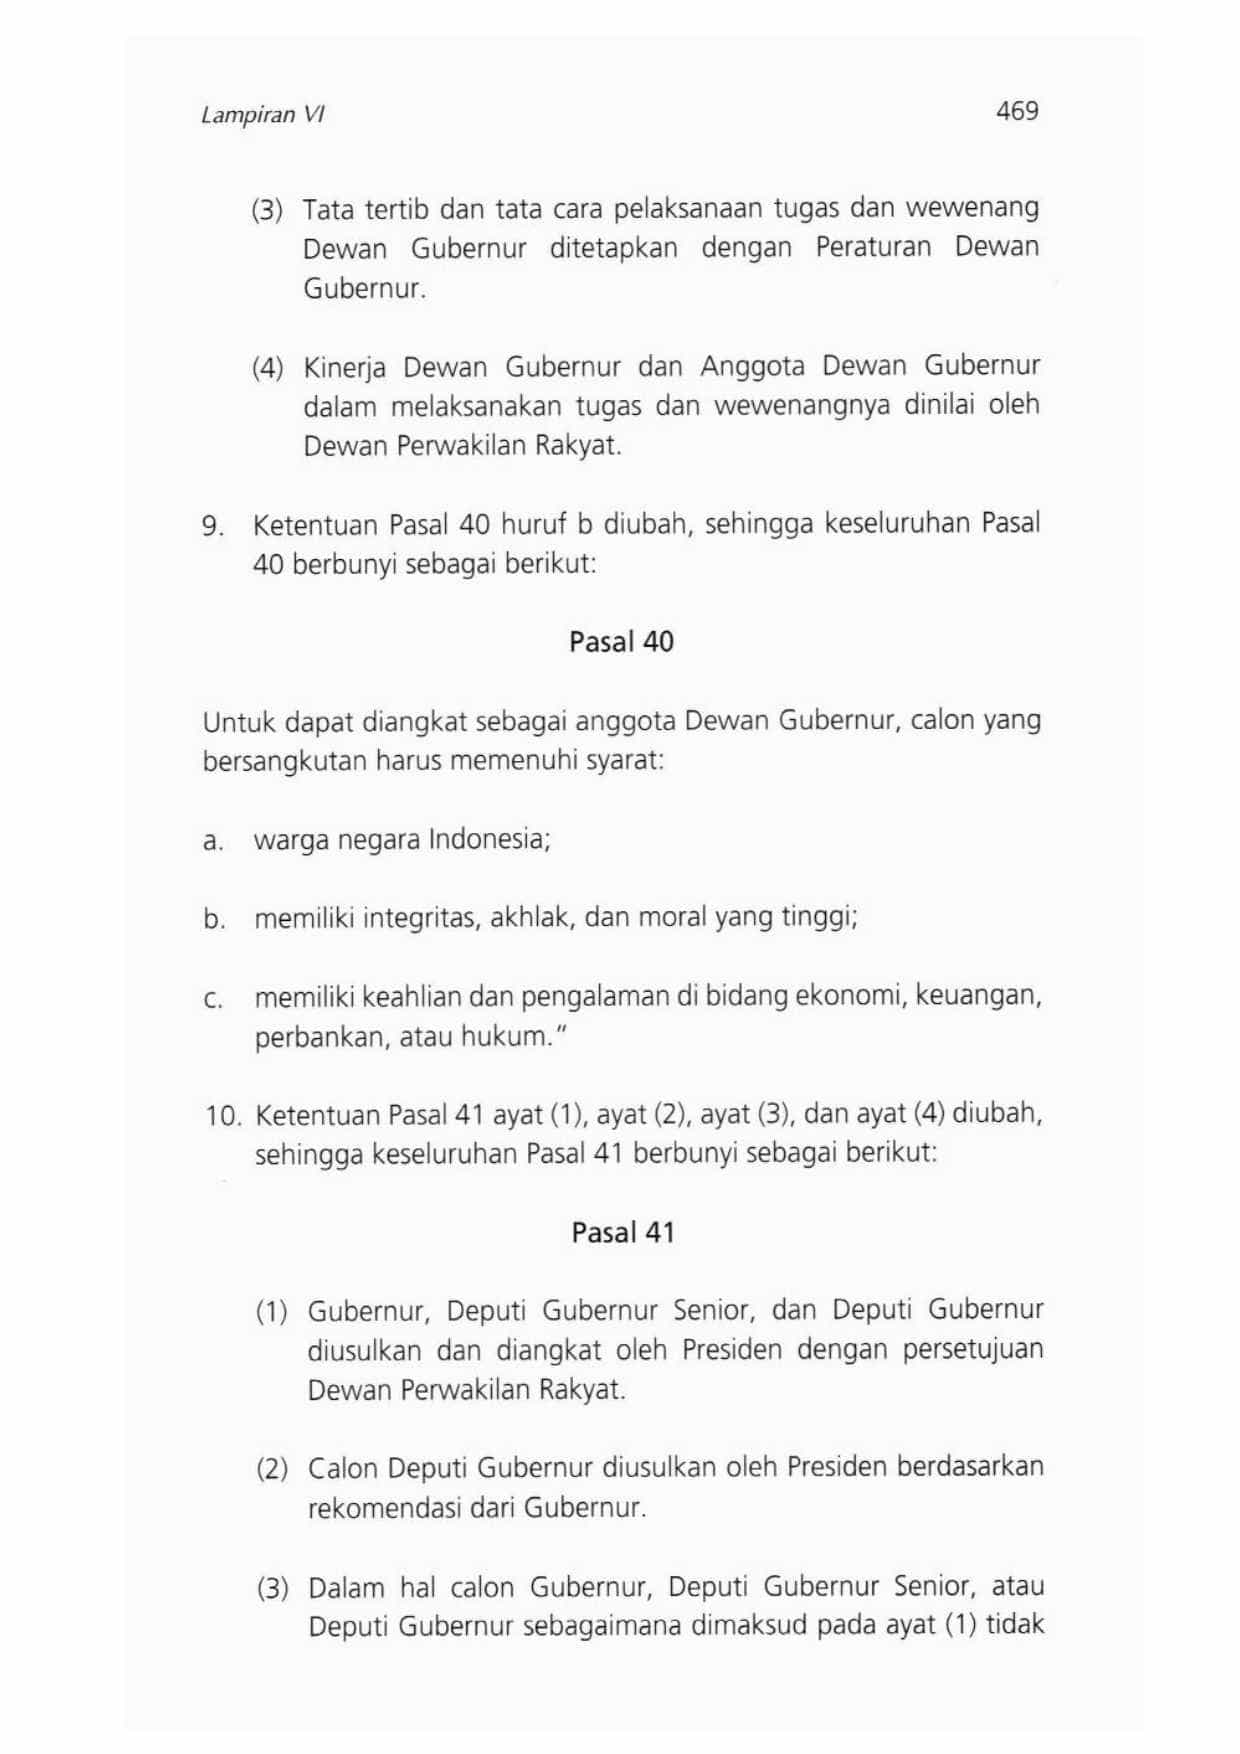 Lampiran VI 469
(3) Tata tertib dan tata cara pelaksanaan tugas dan wewenang
Dewan Gubernur ditetapkan dengan Peraturan Dewan
Gubernur.
(4) Kinerja Dewan Gubernur dan Anggota Dewan Gubernur
dalam melaksanakan tugas dan wewenangnya dinilai oleh
Dewan Perwakilan Rakyat.
9. Ketentuan Pasal 40 huruf b diubah, sehingga keseluruhan Pasal
40 berbunyi sebagai berikut:
Pasal 40
Untuk dapat diangkat sebagai anggota Dewan Gubernur, calon yang
bersangkutan harus memenuhi syarat:
a. warga negara Indonesia;
b. memiliki integritas, akhlak, dan moral yang tinggi;
c. memiliki keahlian dan pengalaman di bidang ekonomi, keuangan,
perbankan, atau hukum."
10. Ketentuan Pasal 41 ayat (1), ayat (2), ayat (3), dan ayat (4) diubah,
sehingga keseluruhan Pasal 41 berbunyi sebagai berikut:
Pasal 41
(1) Gubernur, Deputi Gubernur Senior, dan Deputi Gubernur
diusulkan dan diangkat oleh Presiden dengan persetujuan
Dewan Perwakilan Rakyat.
(2) Calon Deputi Gubernur diusulkan oleh Presiden berdasarkan
rekomendasi dari Gubernur.
(3) Dalam hal calon Gubernur, Deputi Gubernur Senior, atau
Deputi Gubernur sebagaimana dimaksud pada ayat (1) tidak